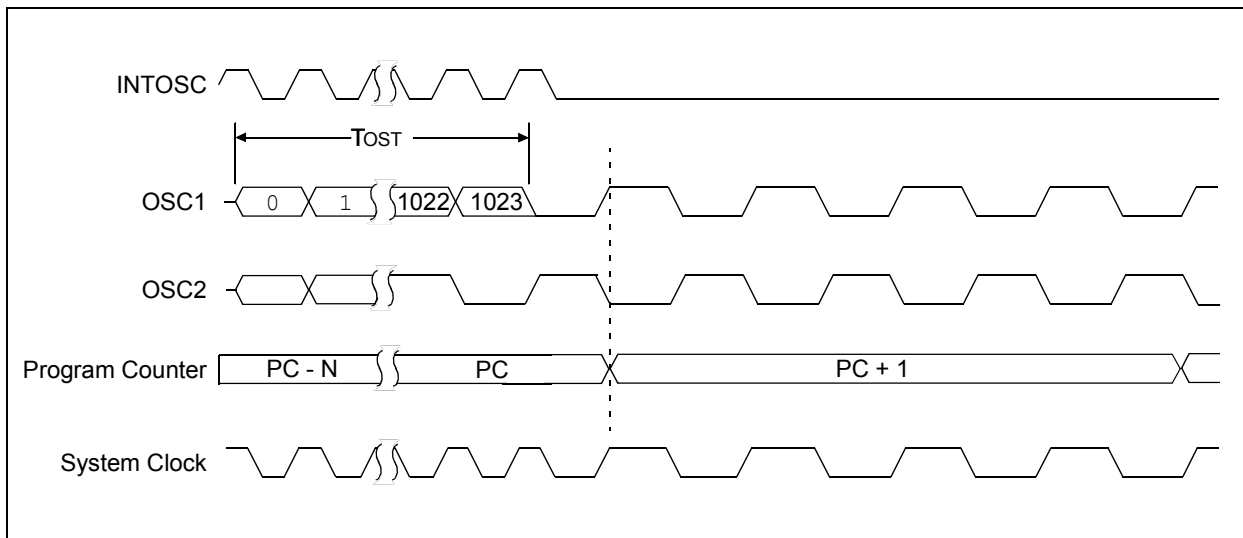 INTOSC
TOST
OSC1 0 1 1022 1023
OSC2
Program Counter PC - N PC PC + 1
System Clock